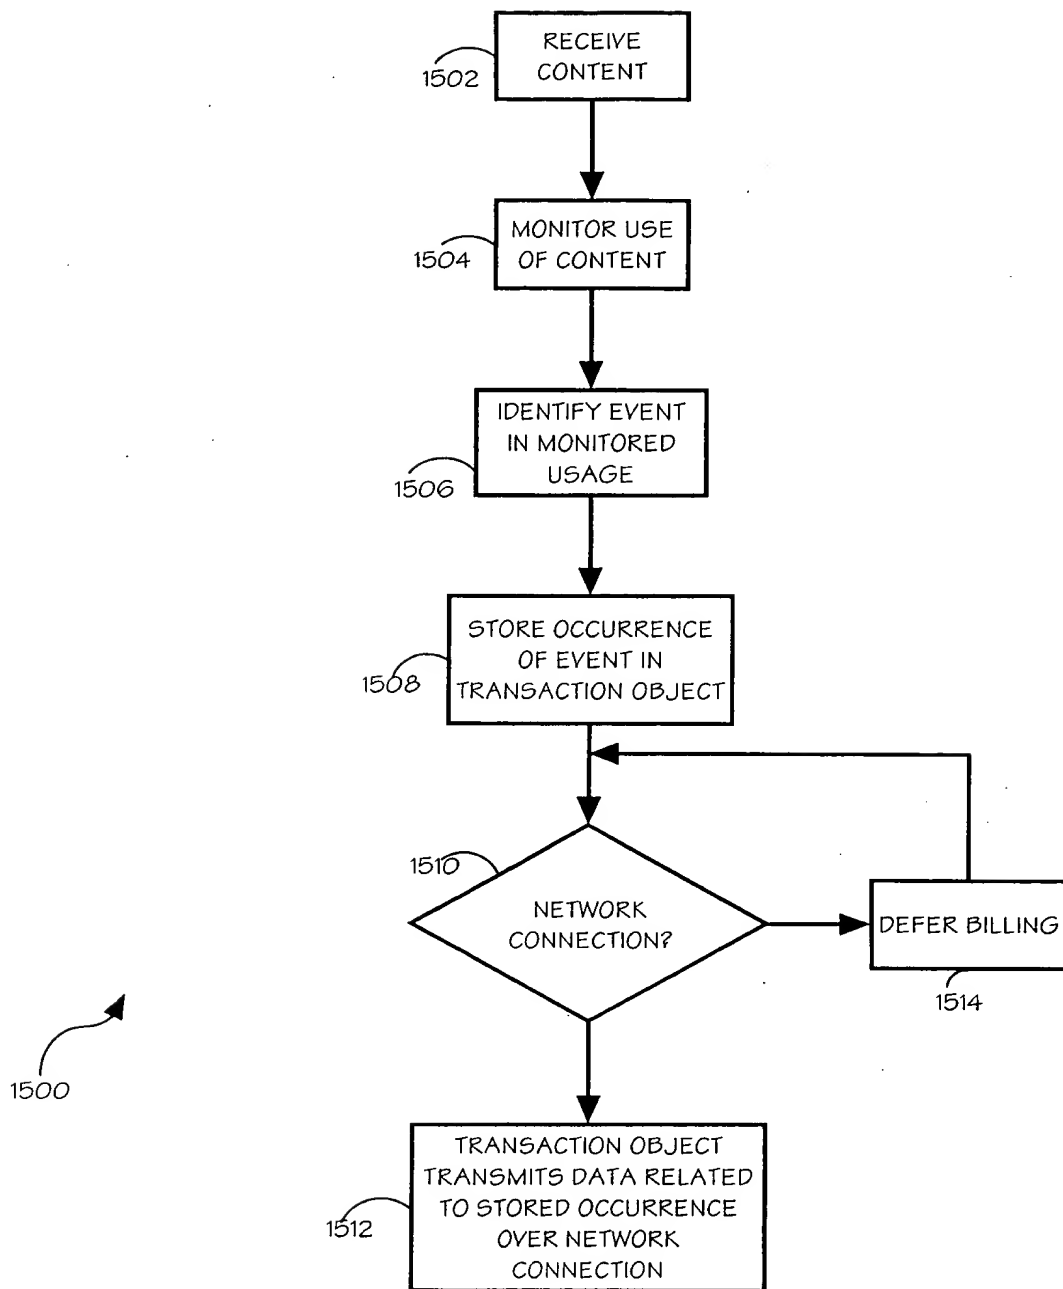 RECEIVE
CONTENT
1502
MONITOR USE
OF CONTENT
1504
IDENTIFY EVENT
IN MONITORED
USAGE
1506
STORE OCCURRENCE
OF EVENT IN
TRANSACTION OBJECT
1508
1510
NETWORK
CONNECTION?
DEFER BILLING
1514
1500
TRANSACTION OBJECT
TRANSMITS DATA RELATED
TO STORED OCCURRENCE
OVER NETWORK
CONNECTION
1512